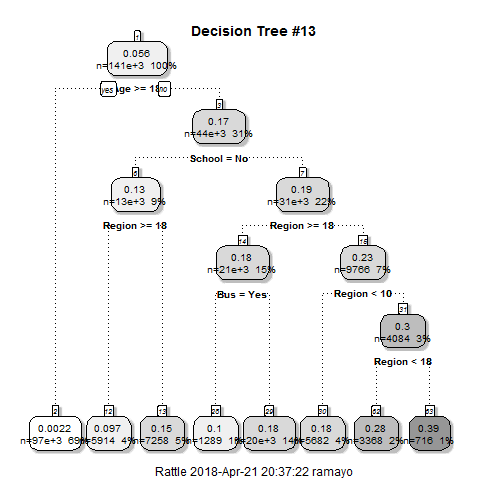 Decision Tree #13
1
0.056
n=141e+3 100%
yes Age >= 18 no
3
0.17
n=44e+3 31%
School = No
6
0.13
n=13e+3 9%
7
0.19
n=31e+3 22%
Region >= 18
Region >= 18
14
0.18
n=21e+3 15%
15
0.23
n=9766 7%
Bus = Yes
Region < 10
31
0.3
n=4084 3%
Region < 18
2
0.0022
n=97e+3 69%
12
0.097
n=5914 4%
13
0.15
n=7258 5%
28
0.1
n=1289 1%
29
0.18
n=20e+3 14%
30
0.18
n=5682 4%
62
0.28
n=3368 2%
63
0.39
n=716 1%
Rattle 2018-Apr-21 20:37:22 ramayo